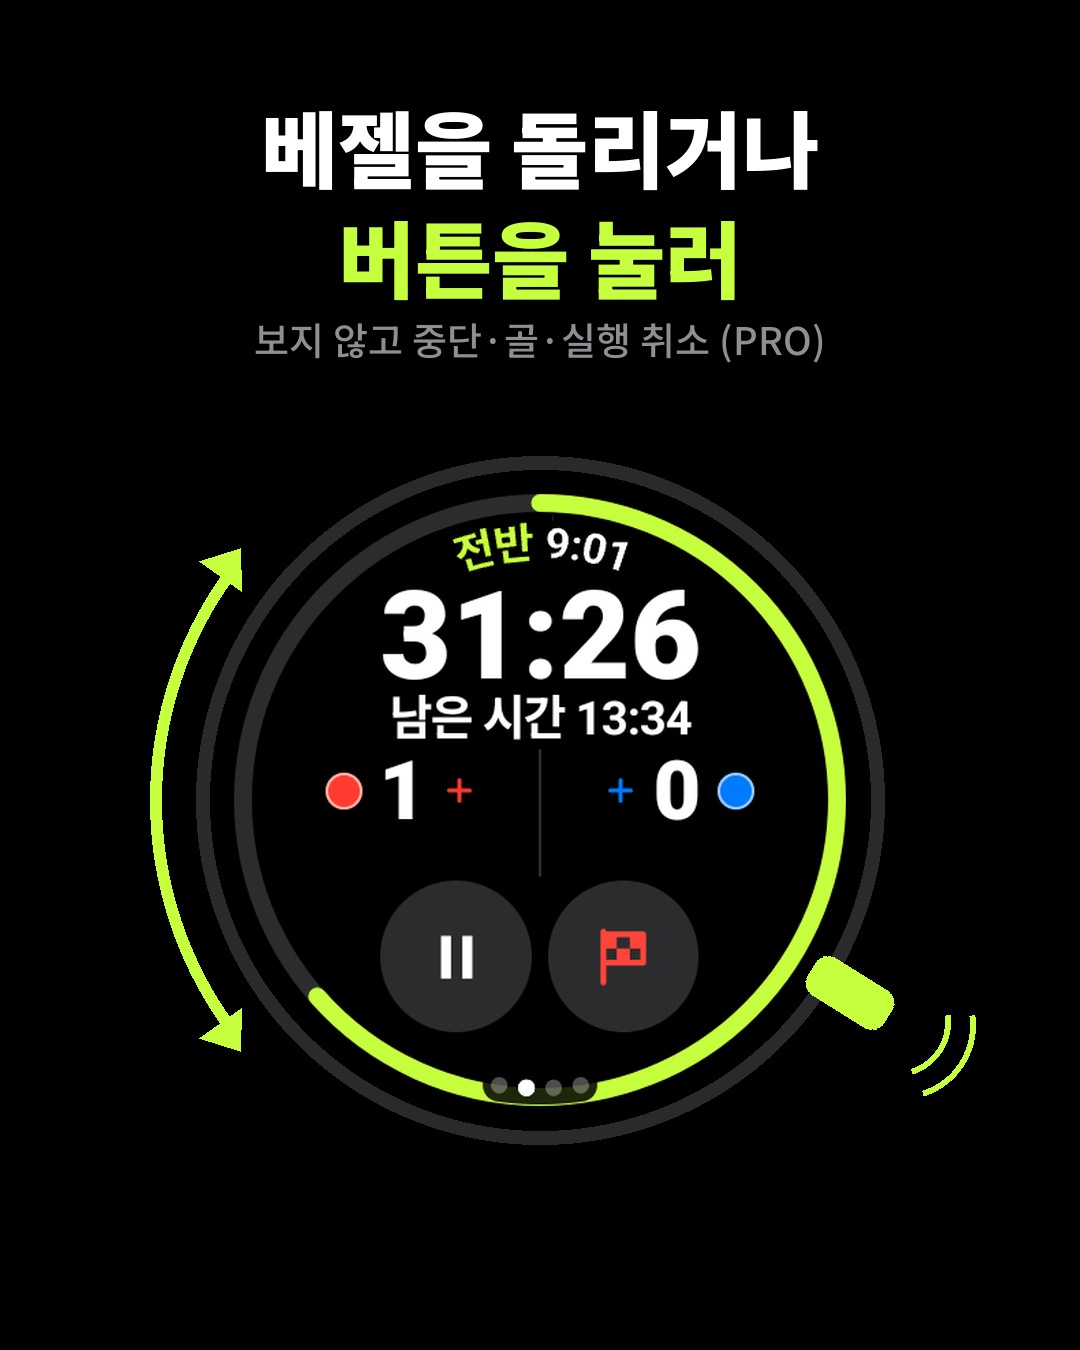 베젤을 돌리거나
버튼을 눌러
보지 않고 중단·골·실행 취소 (PRO)
전반 9:01
31:26
남은 시간 13:34
1 + + 0